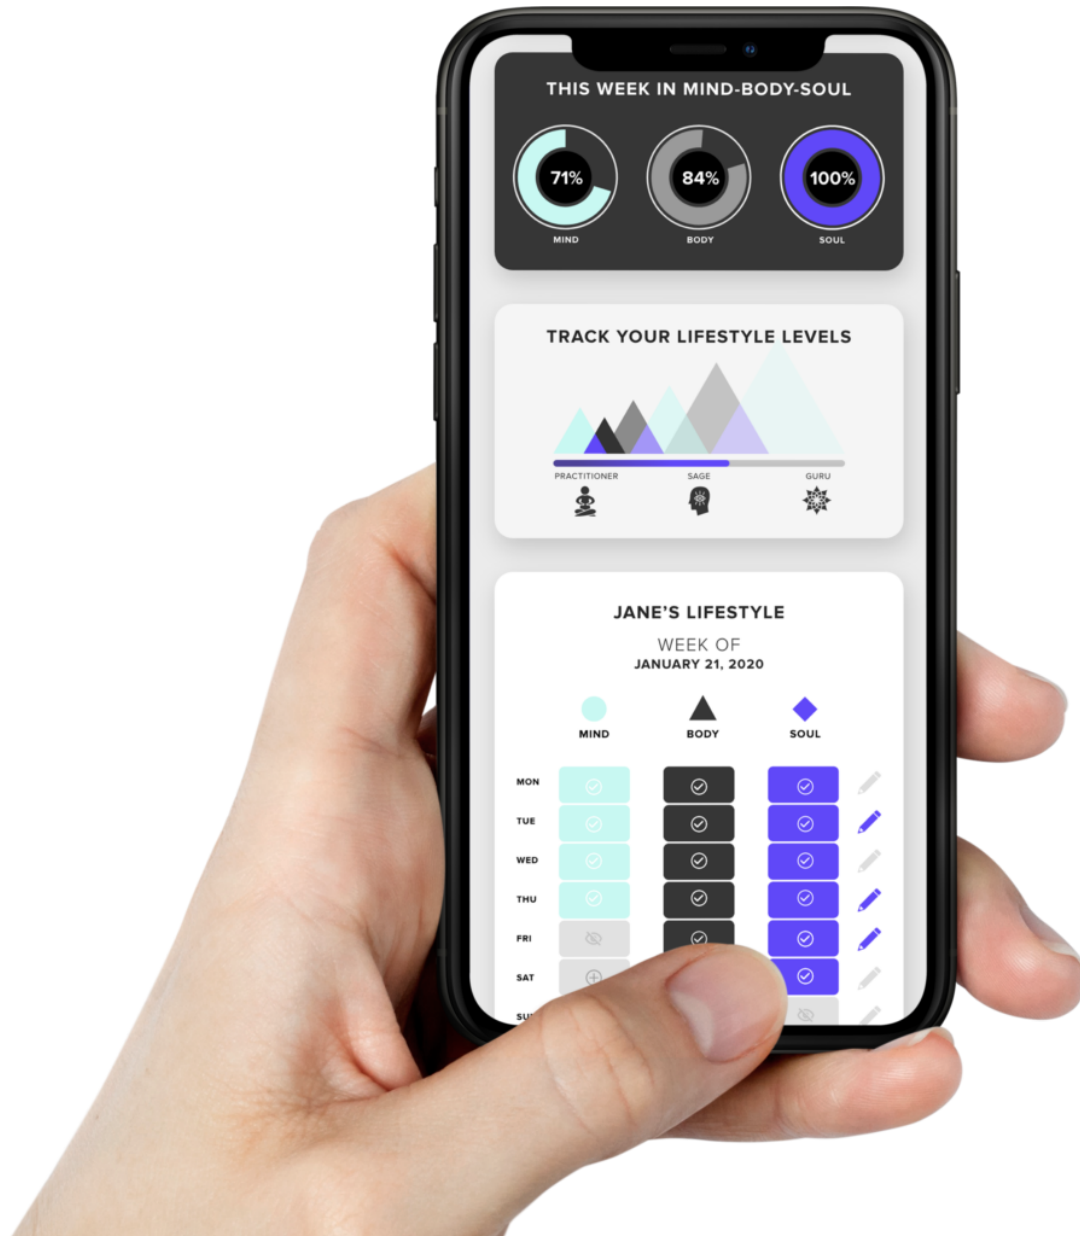 THIS WEEK IN MIND-BODY-SOUL
71% 84% 100%
MIND BODY SOUL
TRACK YOUR LIFESTYLE LEVELS
PRACTITIONER SAGE GURU
JANE'S LIFESTYLE
WEEK OF
JANUARY 21, 2020
MIND BODY SOUL
MON
TUE
WED
THU
FRI
SAT